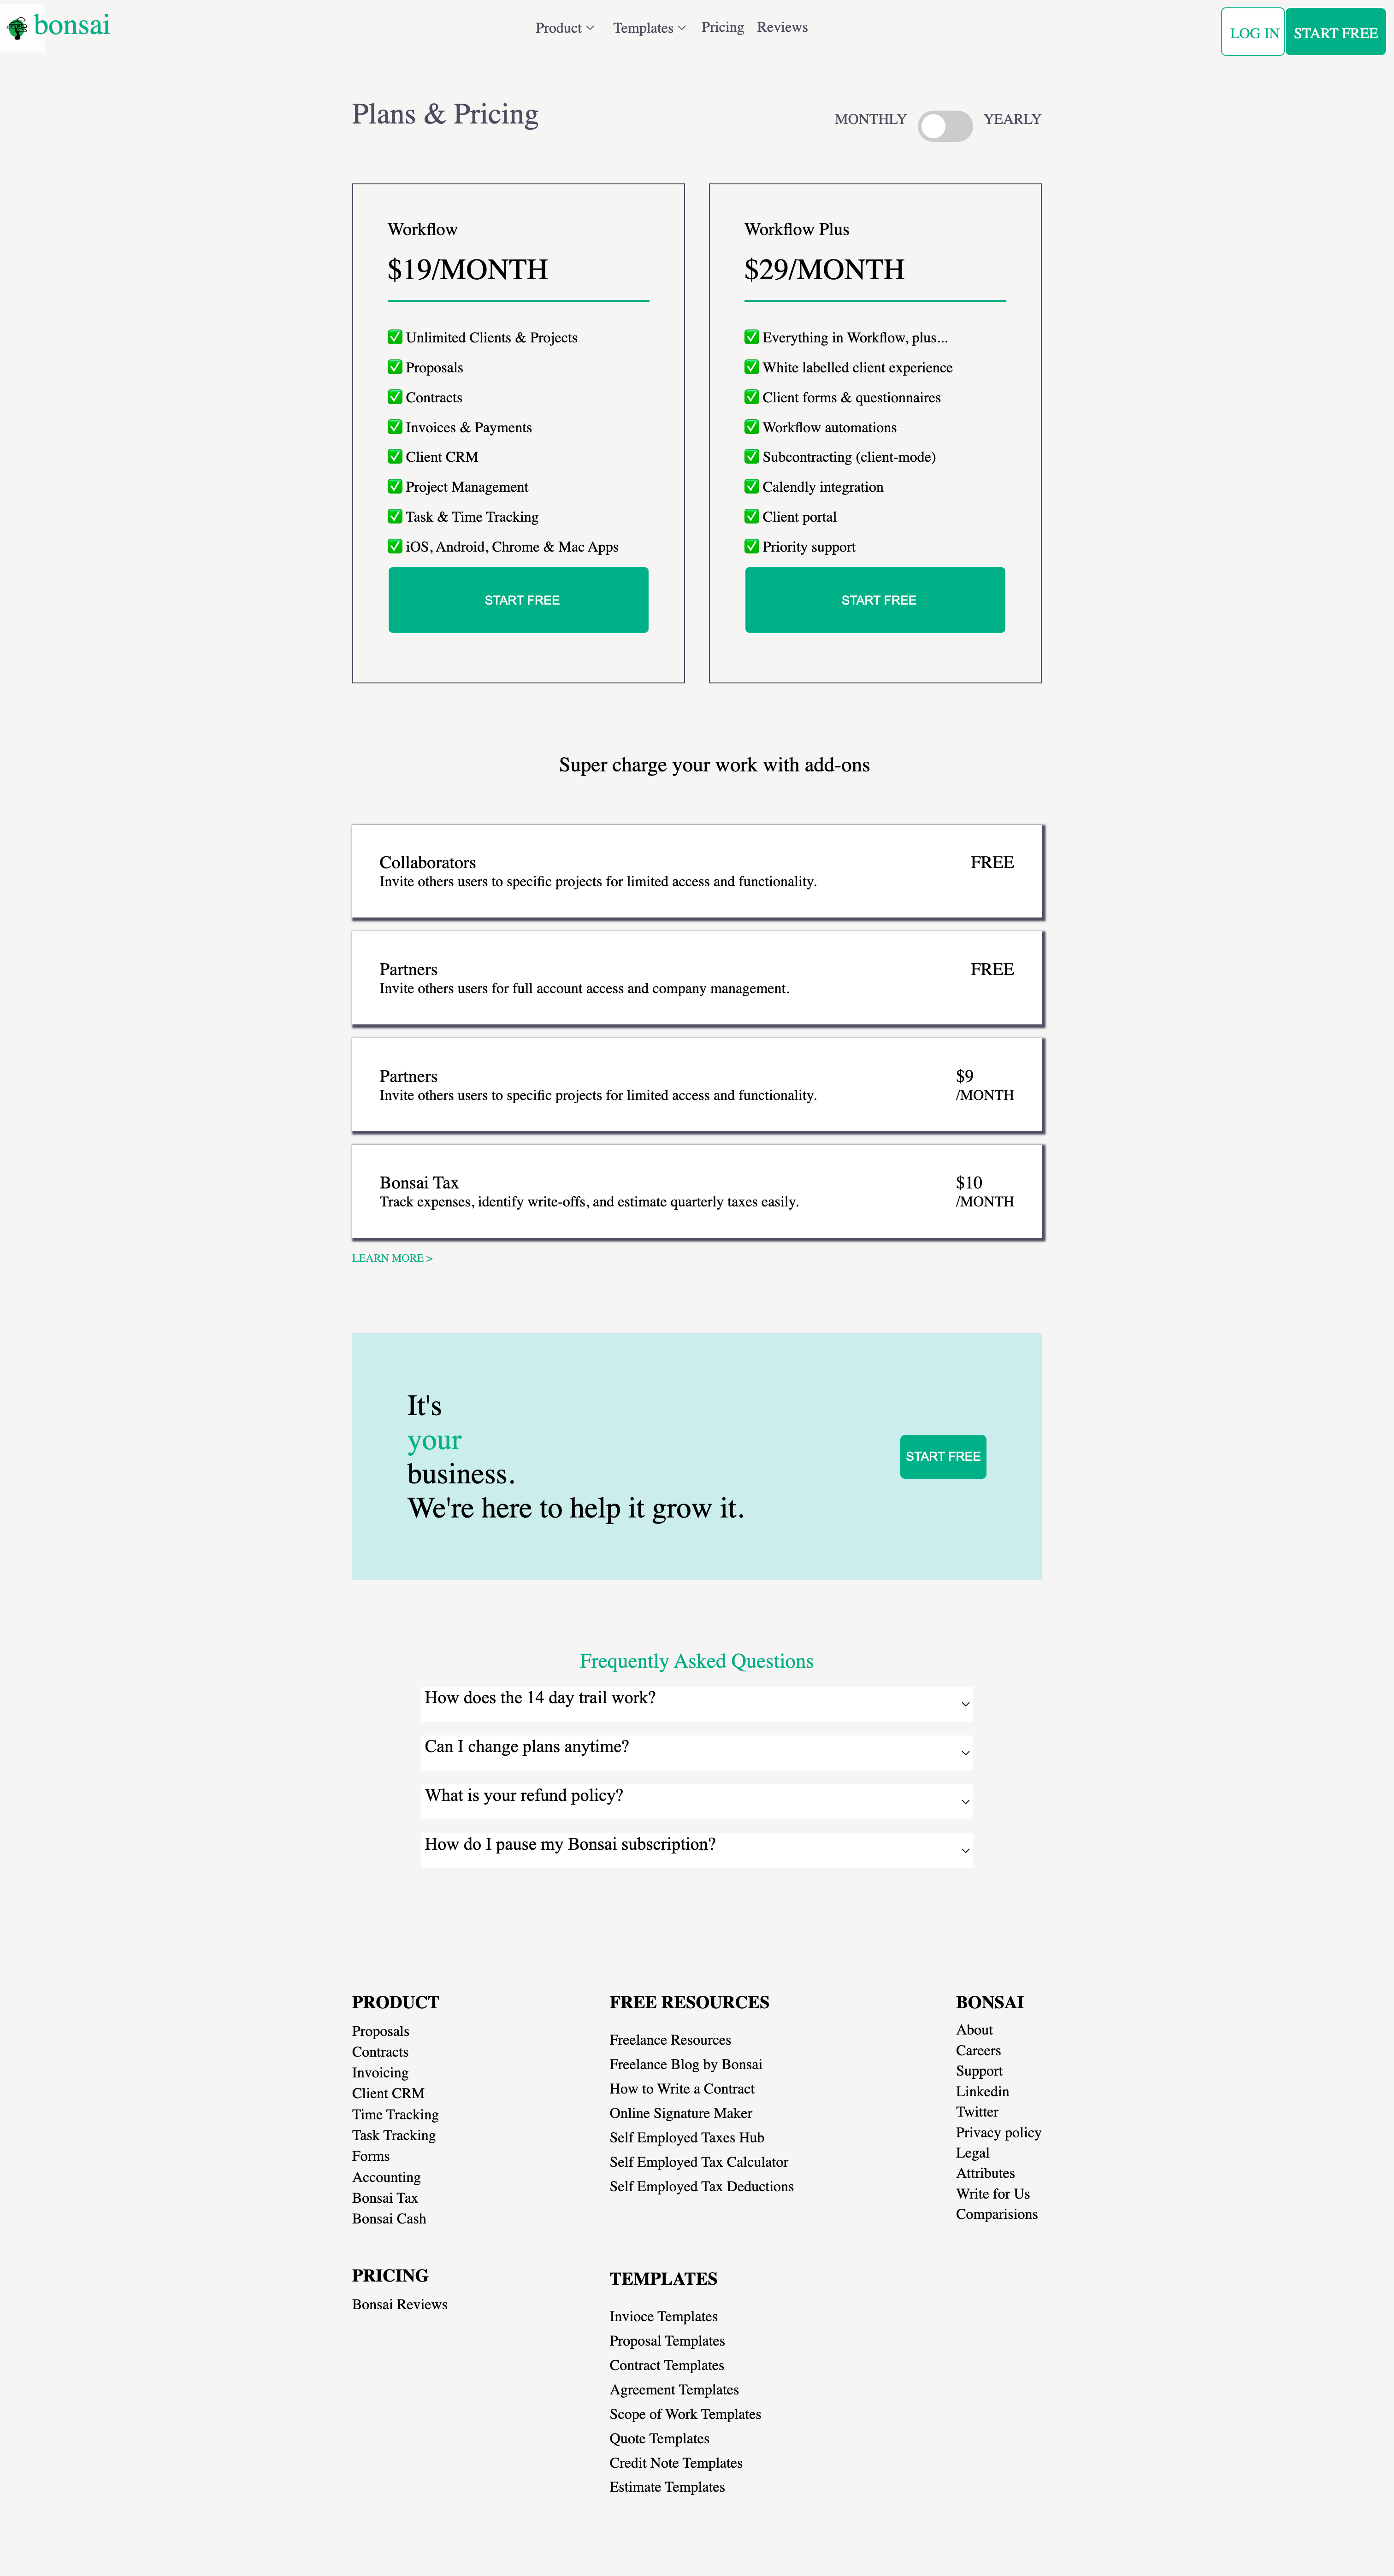 bonsai
Product
Templates
Pricing
Reviews
LOG IN
START FREE
Plans & Pricing
MONTHLY
YEARLY
Workflow
$19/MONTH
✅ Unlimited Clients & Projects
✅ Proposals
✅ Contracts
✅ Invoices & Payments
✅ Client CRM
✅ Project Management
✅ Task & Time Tracking
✅ iOS, Android, Chrome & Mac Apps
START FREE
Workflow Plus
$29/MONTH
✅ Everything in Workflow, plus...
✅ White labelled client experience
✅ Client forms & questionnaires
✅ Workflow automations
✅ Subcontracting (client-mode)
✅ Calendly integration
✅ Client portal
✅ Priority support
START FREE
Super charge your work with add-ons
Collaborators
FREE
Invite others users to specific projects for limited access and functionality.
Partners
FREE
Invite others users for full account access and company management.
Partners
$9
Invite others users to specific projects for limited access and functionality.
/MONTH
Bonsai Tax
$10
Track expenses, identify write-offs, and estimate quarterly taxes easily.
/MONTH
LEARN MORE >
It's
your
business.
We're here to help it grow it.
START FREE
Frequently Asked Questions
How does the 14 day trail work?
Can I change plans anytime?
What is your refund policy?
How do I pause my Bonsai subscription?
PRODUCT
Proposals
Contracts
Invoicing
Client CRM
Time Tracking
Task Tracking
Forms
Accounting
Bonsai Tax
Bonsai Cash
PRICING
Bonsai Reviews
FREE RESOURCES
Freelance Resources
Freelance Blog by Bonsai
How to Write a Contract
Online Signature Maker
Self Employed Taxes Hub
Self Employed Tax Calculator
Self Employed Tax Deductions
TEMPLATES
Invioce Templates
Proposal Templates
Contract Templates
Agreement Templates
Scope of Work Templates
Quote Templates
Credit Note Templates
Estimate Templates
BONSAI
About
Careers
Support
Linkedin
Twitter
Privacy policy
Legal
Attributes
Write for Us
Comparisions